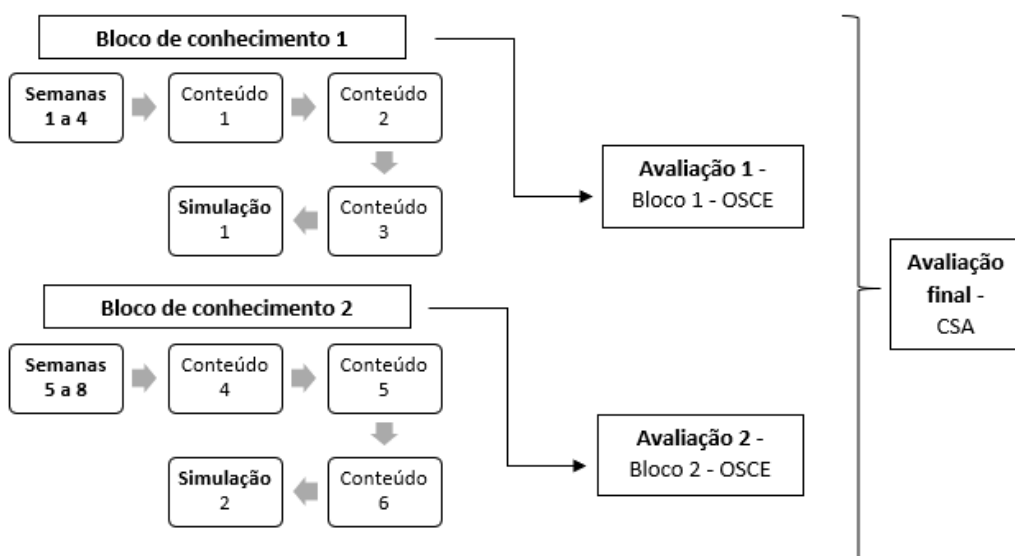 Bloco de conhecimento 1
Semanas
1 a 4
Conteúdo
1
Conteúdo
2
Simulação
1
Conteúdo
3
Avaliação 1 -
Bloco 1 - OSCE
Bloco de conhecimento 2
Semanas
5 a 8
Conteúdo
4
Conteúdo
5
Simulação
2
Conteúdo
6
Avaliação 2 -
Bloco 2 - OSCE
Avaliação
final -
CSA